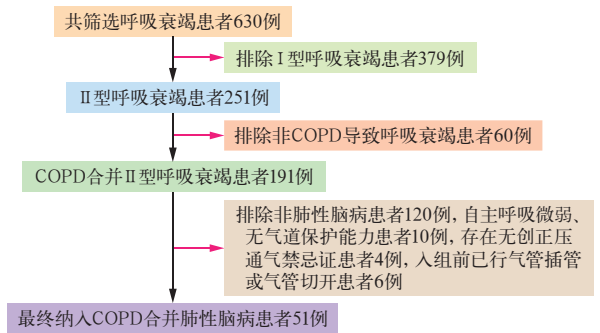 共筛选呼吸衰竭患者630例
排除Ⅰ型呼吸衰竭患者379例
Ⅱ型呼吸衰竭患者251例
排除非COPD导致呼吸衰竭患者60例
COPD合并Ⅱ型呼吸衰竭患者191例
排除非肺性脑病患者120例, 自主呼吸微弱、
无气道保护能力患者10例, 存在无创正压
通气禁忌证患者4例, 入组前已行气管插管
或气管切开患者6例
最终纳入COPD合并肺性脑病患者51例